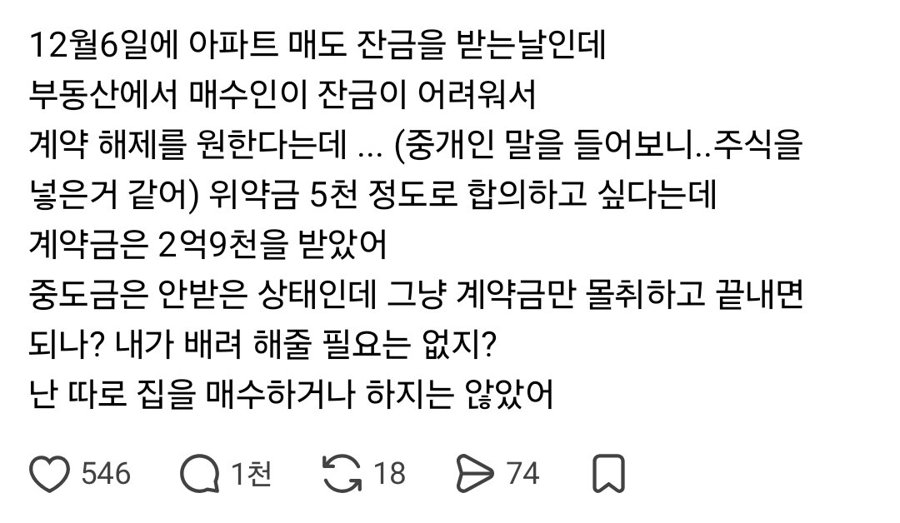 12월6일에 아파트 매도 잔금을 받는날인데
부동산에서 매수인이 잔금이 어려워서
계약 해제를 원한다는데 ... (중개인 말을 들어보니..주식을
넣은거 같어) 위약금 5천 정도로 합의하고 싶다는데
계약금은 2억9천을 받았어
중도금은 안받은 상태인데 그냥 계약금만 몰취하고 끝내면
되나? 내가 배려 해줄 필요는 없지?
난 따로 집을 매수하거나 하지는 않았어
546 1천 18 74